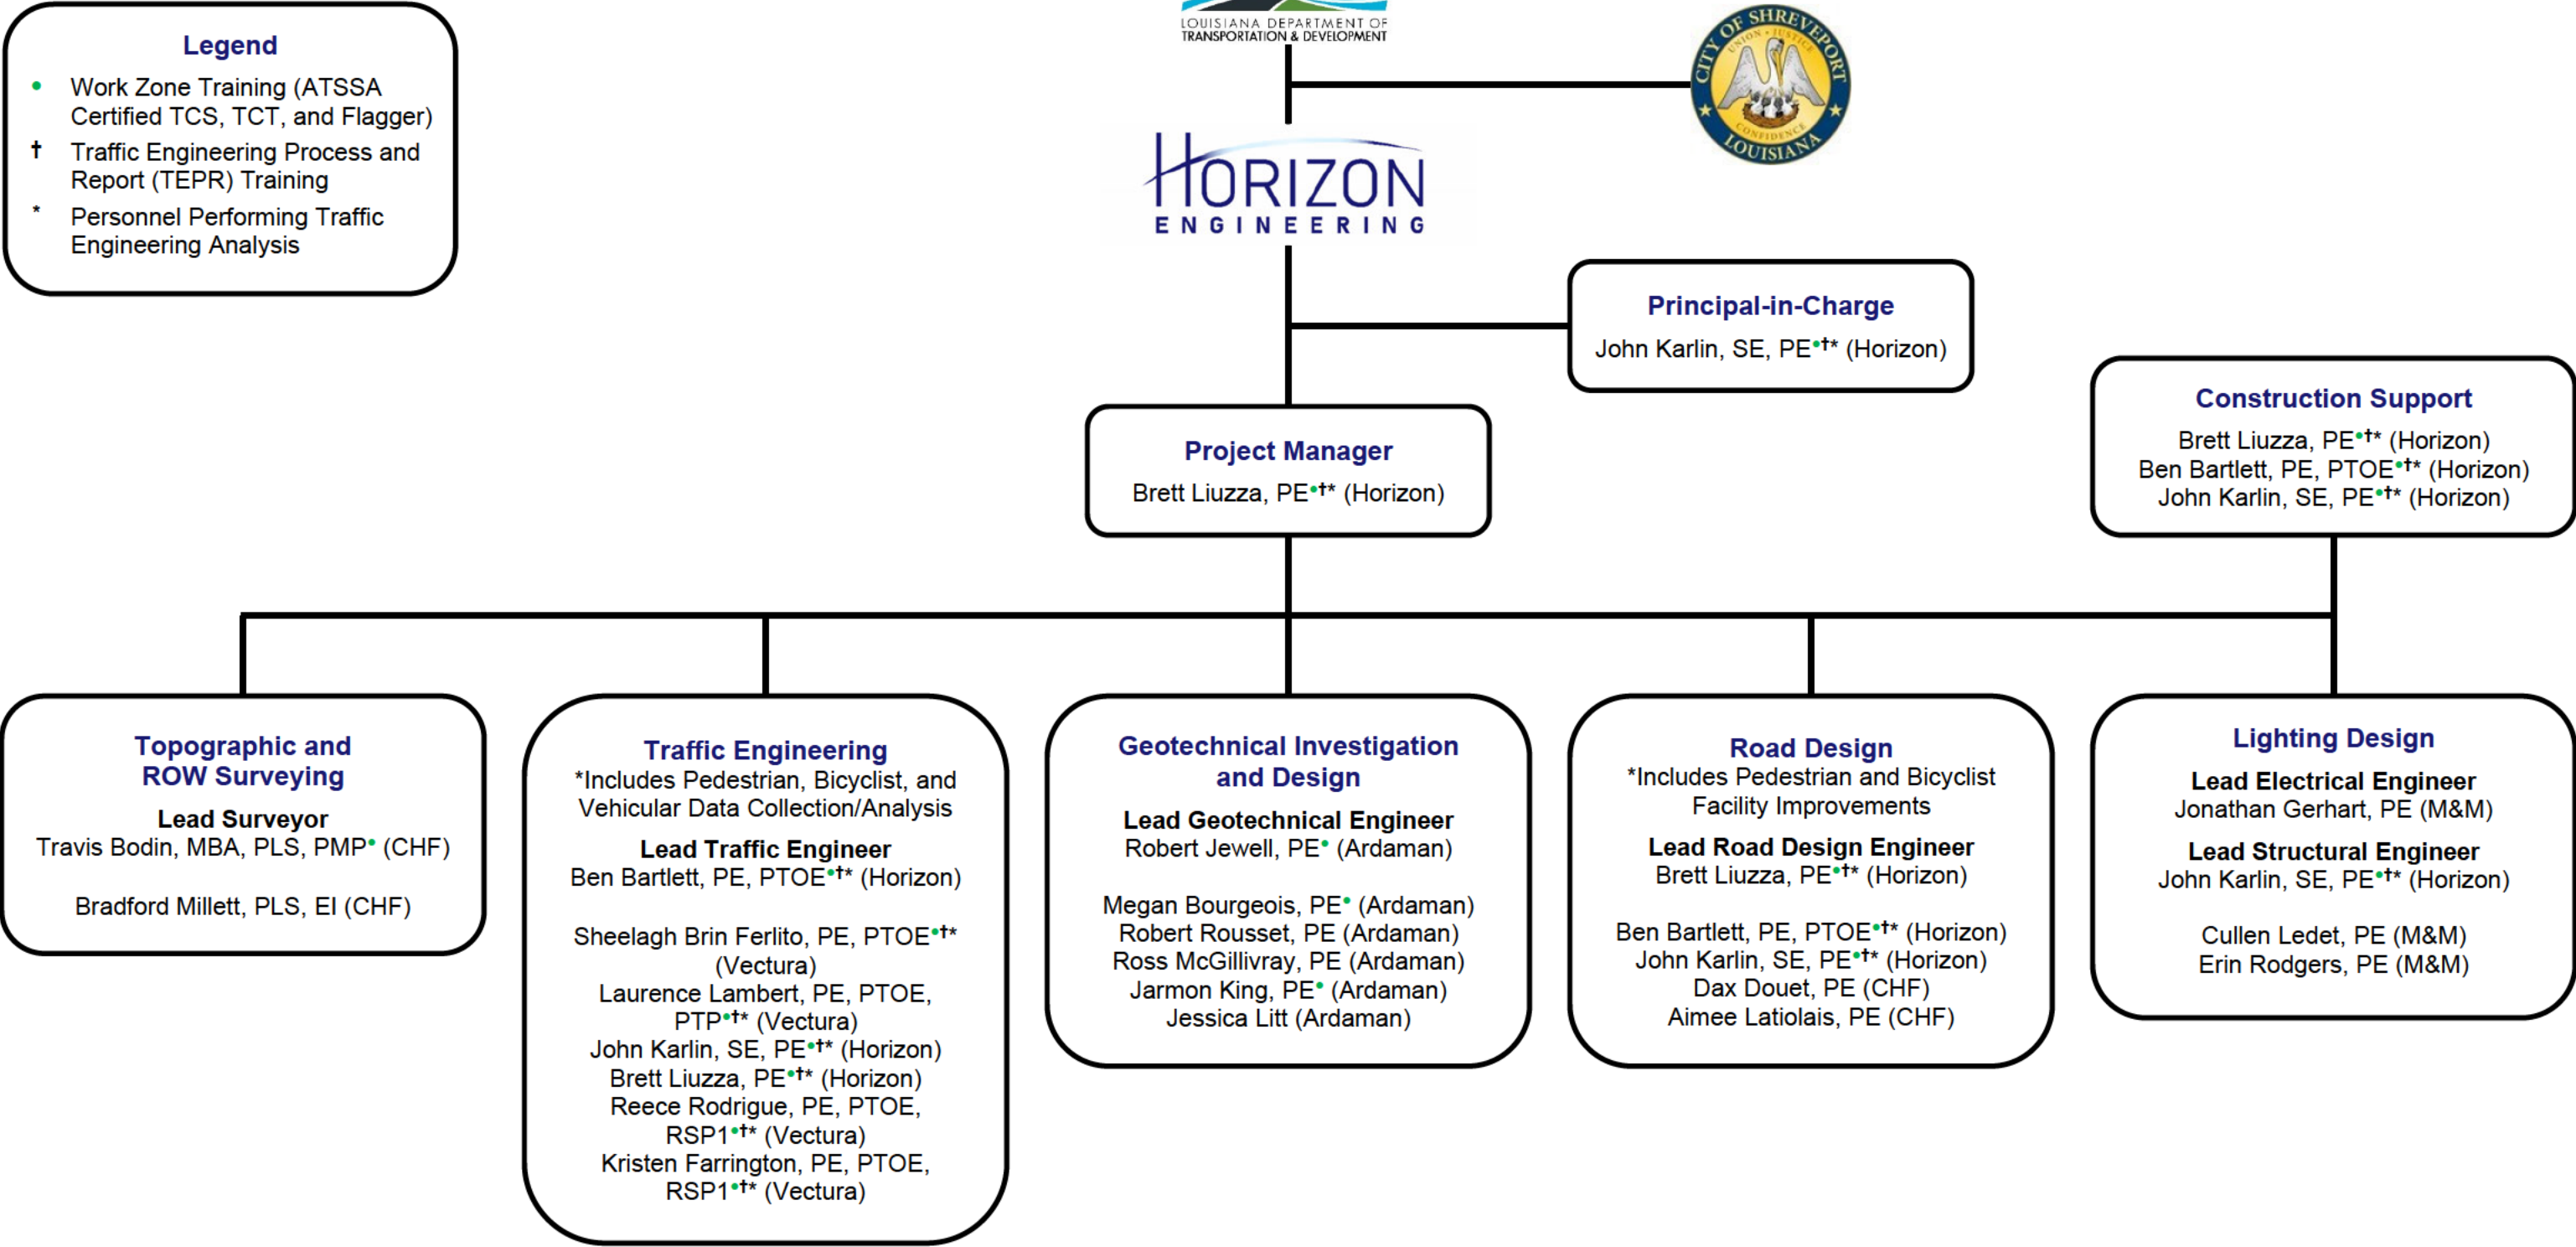 Legend
• Work Zone Training (ATSSA
Certified TCS, TCT, and Flagger)
† Traffic Engineering Process and
Report (TEPR) Training
* Personnel Performing Traffic
Engineering Analysis
LOUISIANA DEPARTMENT OF
TRANSPORTATION & DEVELOPMENT
CITY OF SHREVEPORT
UNION • JUSTICE
CONFIDENCE
LOUISIANA
HORIZON
ENGINEERING
Principal-in-Charge
John Karlin, SE, PE•†* (Horizon)
Project Manager
Brett Liuzza, PE•†* (Horizon)
Construction Support
Brett Liuzza, PE•†* (Horizon)
Ben Bartlett, PE, PTOE•†* (Horizon)
John Karlin, SE, PE•†* (Horizon)
Topographic and
ROW Surveying
Lead Surveyor
Travis Bodin, MBA, PLS, PMP• (CHF)
Bradford Millett, PLS, EI (CHF)
Traffic Engineering
*Includes Pedestrian, Bicyclist, and
Vehicular Data Collection/Analysis
Lead Traffic Engineer
Ben Bartlett, PE, PTOE•†* (Horizon)
Sheelagh Brin Ferlito, PE, PTOE•†*
(Vectura)
Laurence Lambert, PE, PTOE,
PTP•†* (Vectura)
John Karlin, SE, PE•†* (Horizon)
Brett Liuzza, PE•†* (Horizon)
Reece Rodrigue, PE, PTOE,
RSP1•†* (Vectura)
Kristen Farrington, PE, PTOE,
RSP1•†* (Vectura)
Geotechnical Investigation
and Design
Lead Geotechnical Engineer
Robert Jewell, PE• (Ardaman)
Megan Bourgeois, PE• (Ardaman)
Robert Rousset, PE (Ardaman)
Ross McGillivray, PE (Ardaman)
Jarmon King, PE• (Ardaman)
Jessica Litt (Ardaman)
Road Design
*Includes Pedestrian and Bicyclist
Facility Improvements
Lead Road Design Engineer
Brett Liuzza, PE•†* (Horizon)
Ben Bartlett, PE, PTOE•†* (Horizon)
John Karlin, SE, PE•†* (Horizon)
Dax Douet, PE (CHF)
Aimee Latiolais, PE (CHF)
Lighting Design
Lead Electrical Engineer
Jonathan Gerhart, PE (M&M)
Lead Structural Engineer
John Karlin, SE, PE•†* (Horizon)
Cullen Ledet, PE (M&M)
Erin Rodgers, PE (M&M)